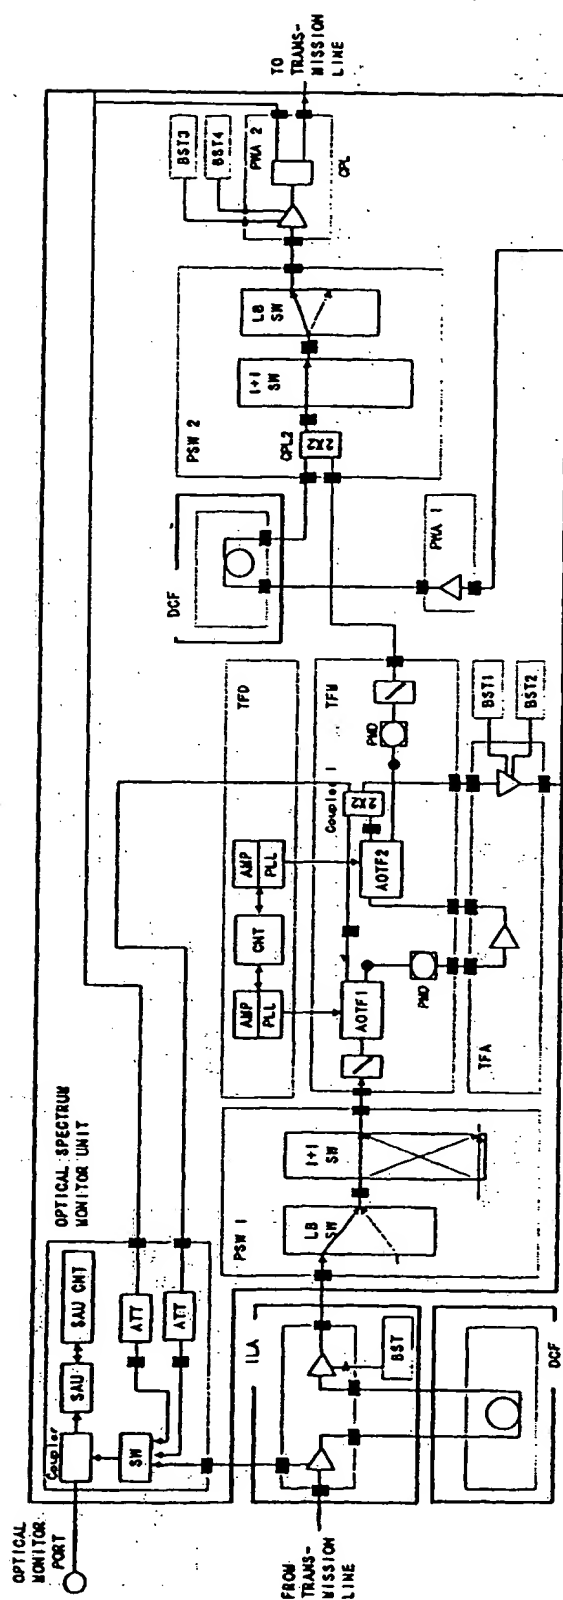 OPTICAL
MONITOR
PORT
OPTICAL SPECTRUM
MONITOR UNIT
Coupler
SAU
SAU CNT
SW
ATT
ATT
FROM
TRANS-
MISSION
LINE
ILA
BST
DCF
PSW 1
LB
SW
1+1
SW
TFD
AMP
PLL
CNT
AMP
PLL
TFM
AOTF1
AOTF2
Coupler 1
2X2
PMD
PMD
TFA
BST1
BST2
DCF
PWA 1
PSW 2
CPL2
2X2
1+1
SW
LB
SW
BST3
BST4
PWA 2
CPL
TO
TRANS-
MISSION
LINE